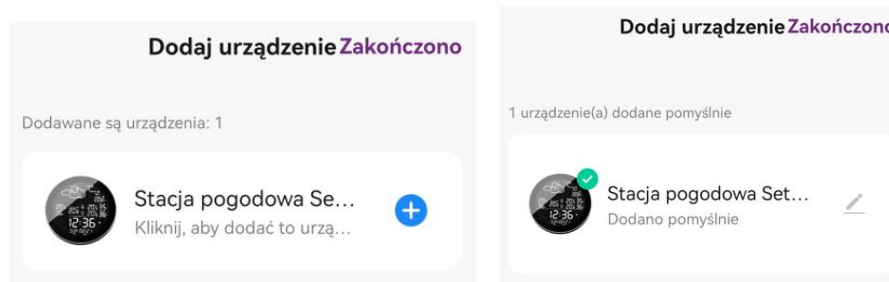 Dodaj urządzenie Zakończono
Dodawane są urządzenia: 1
Stacja pogodowa Se...
Kliknij, aby dodać to urzą...
Dodaj urządzenie Zakończono
1 urządzenie(a) dodane pomyślnie
Stacja pogodowa Set...
Dodano pomyślnie